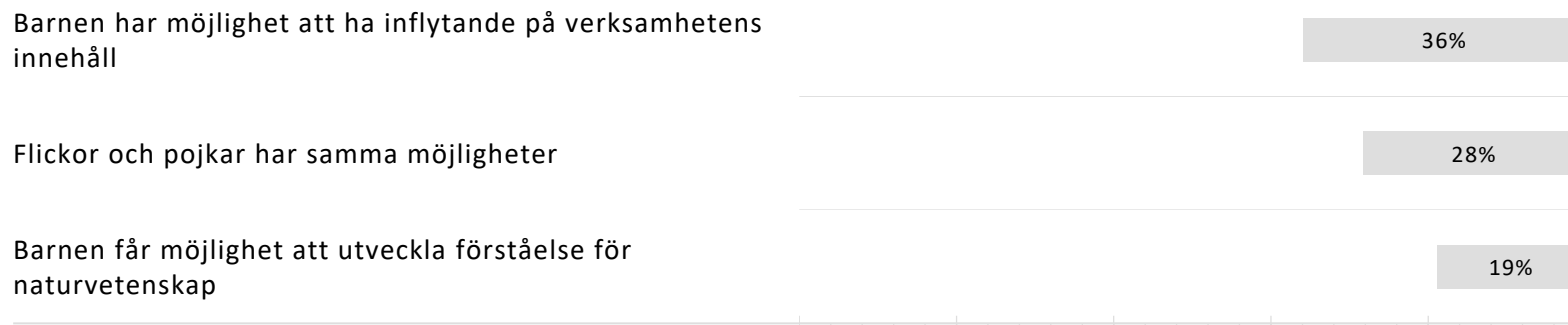 Barnen har möjlighet att ha inflytande på verksamhetens
innehåll
36%
Flickor och pojkar har samma möjligheter
28%
Barnen får möjlighet att utveckla förståelse för
naturvetenskap
19%